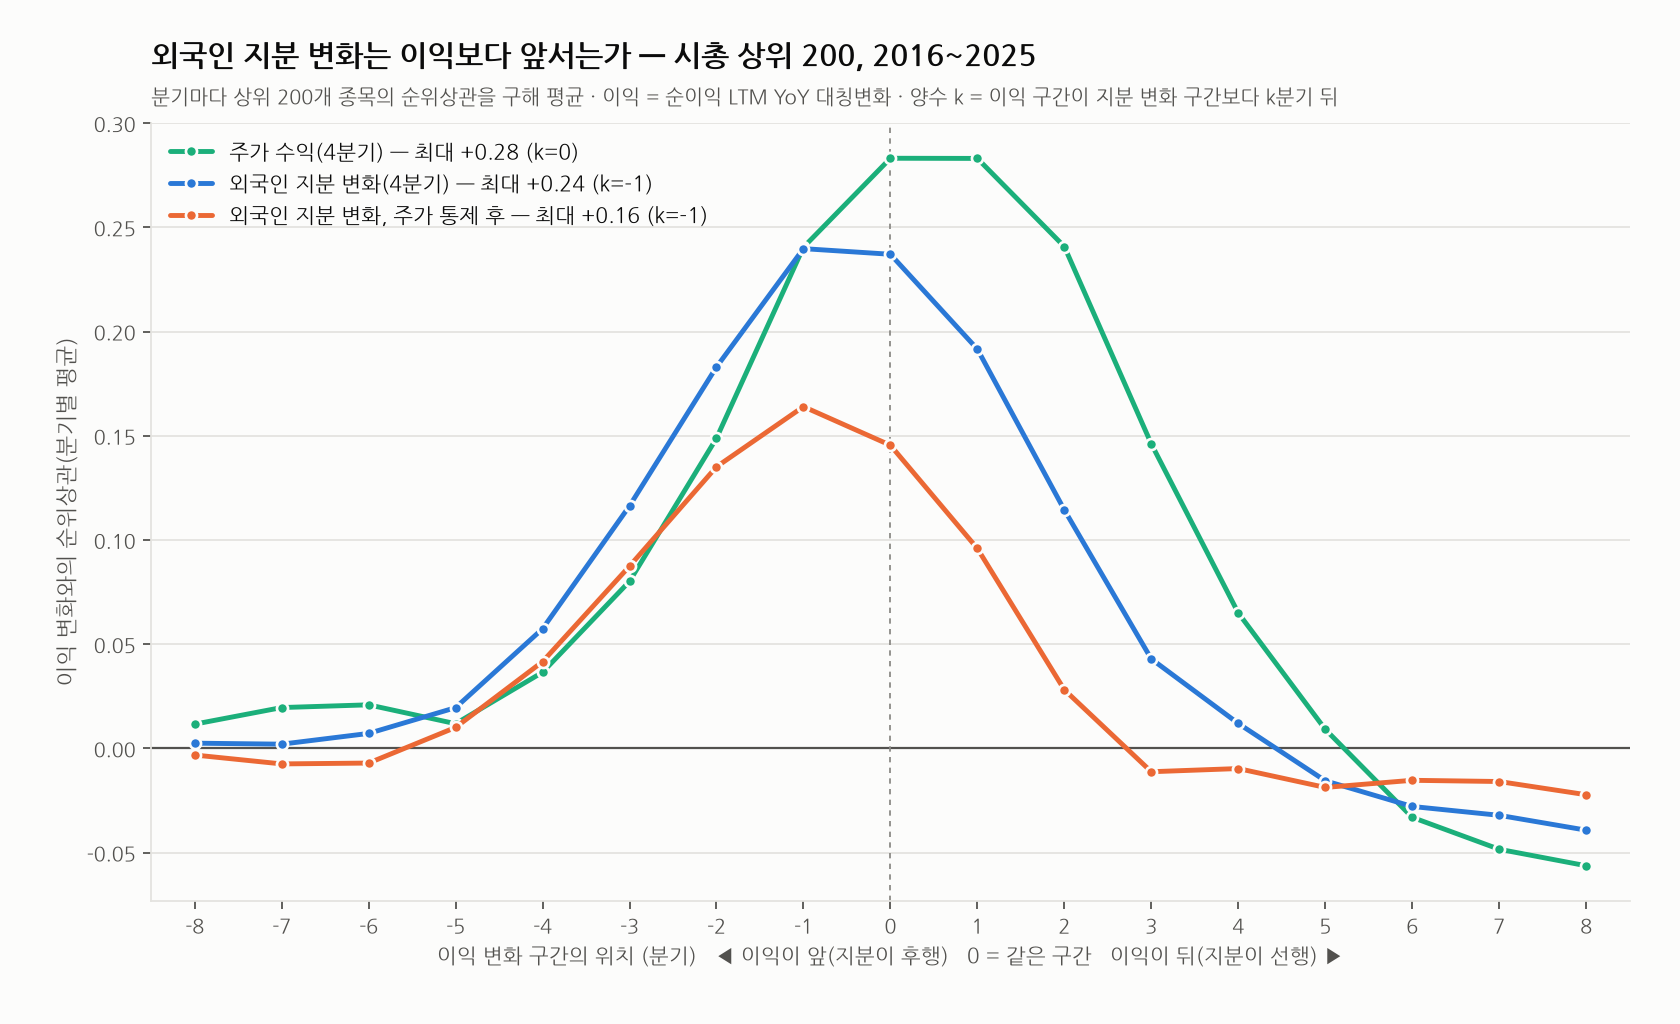 외국인 지분 변화는 이익보다 앞서는가 — 시총 상위 200, 2016~2025
분기마다 상위 200개 종목의 순위상관을 구해 평균 · 이익 = 순이익 LTM YoY 대칭변화 · 양수 k = 이익 구간이 지분 변화 구간보다 k분기 뒤
주가 수익(4분기) — 최대 +0.28 (k=0)
외국인 지분 변화(4분기) — 최대 +0.24 (k=-1)
외국인 지분 변화, 주가 통제 후 — 최대 +0.16 (k=-1)
이익 변화와의 순위상관(분기별 평균)
0.30
0.25
0.20
0.15
0.10
0.05
0.00
-0.05
-8 -7 -6 -5 -4 -3 -2 -1 0 1 2 3 4 5 6 7 8
이익 변화 구간의 위치 (분기) ◀ 이익이 앞(지분이 후행) 0 = 같은 구간 이익이 뒤(지분이 선행) ▶